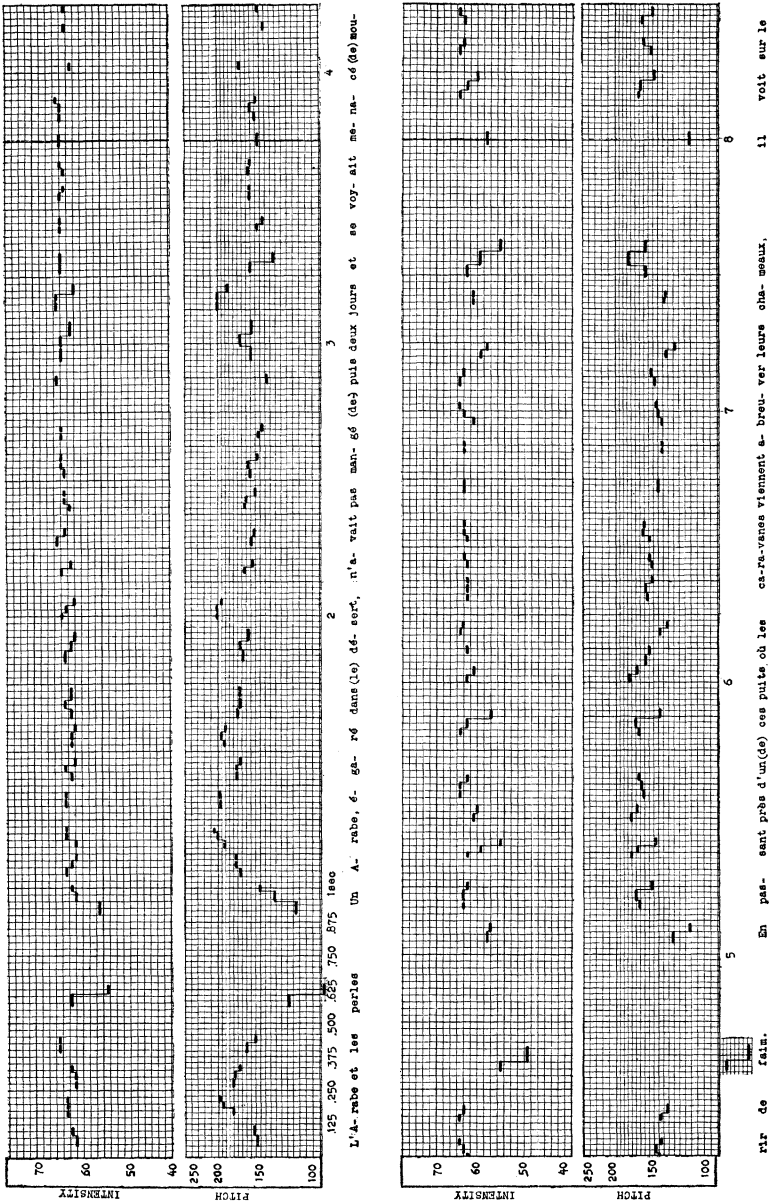 INTENSITY
70
60
50
40
PITCH
250
200
150
100
.125 .250 .375 .500 .625 .750 .875 1sec 2 3 4
L'A- rabe et les perles Un A- rabe, é- ga- ré dans(le) dé- sert, n'a- vait pas man- gé (de) puis deux jours et se voy- ait me- na- cé(de) mou-
INTENSITY
70
60
50
40
PITCH
250
200
150
100
5 6 7 8
rir de faim. En pas- sant près d'un(de) ces puits où les ca-ra-vanes viennent a- breu- ver leurs cha- meaux, il voit sur le